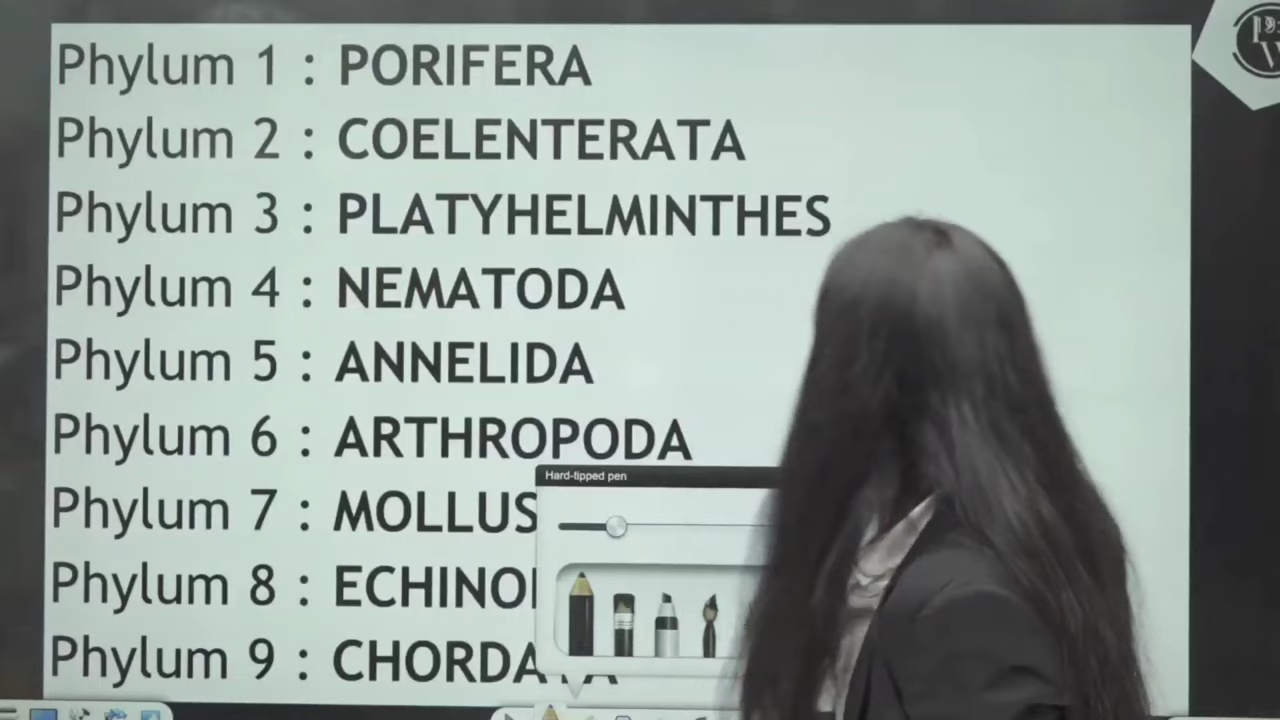 Phylum 1 : PORIFERA
Phylum 2 : COELENTERATA
Phylum 3 : PLATYHELMINTHES
Phylum 4 : NEMATODA
Phylum 5 : ANNELIDA
Phylum 6 : ARTHROPODA
Hard-tipped pen
Phylum 7 : MOLLUS
Phylum 8 : ECHINO
Phylum 9 : CHORDATA